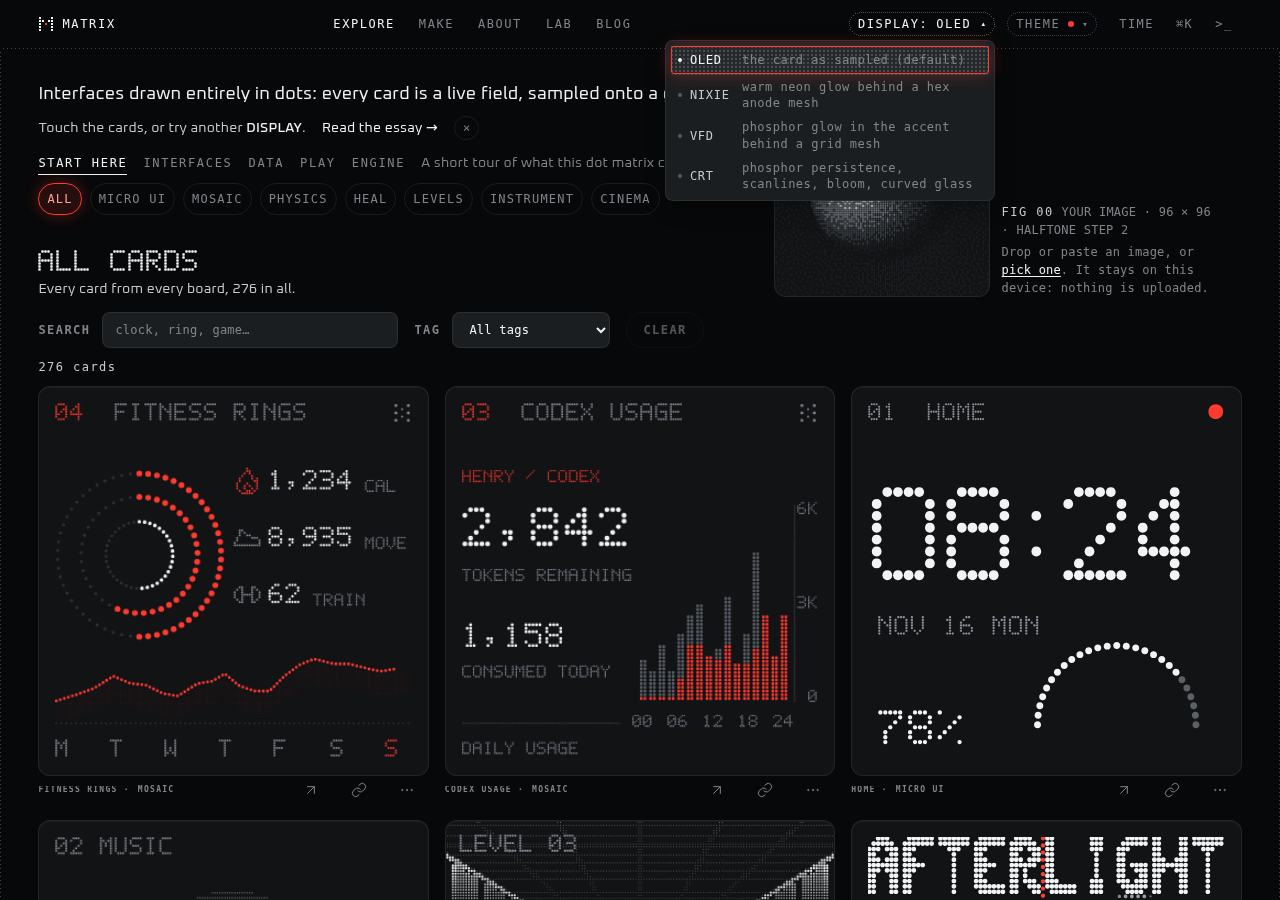 MATRIX
EXPLORE MAKE ABOUT LAB BLOG
DISPLAY: OLED ▴ THEME ▾ TIME ⌘K >_
OLED the card as sampled (default)
NIXIE warm neon glow behind a hex
anode mesh
VFD phosphor glow in the accent
behind a grid mesh
CRT phosphor persistence,
scanlines, bloom, curved glass
Interfaces drawn entirely in dots: every card is a live field, sampled onto a
Touch the cards, or try another DISPLAY. Read the essay → ×
START HERE INTERFACES DATA PLAY ENGINE A short tour of what this dot matrix
ALL MICRO UI MOSAIC PHYSICS HEAL LEVELS INSTRUMENT CINEMA
FIG 00 YOUR IMAGE · 96 × 96
· HALFTONE STEP 2
Drop or paste an image, or
pick one. It stays on this
device: nothing is uploaded.
ALL CARDS
Every card from every board, 276 in all.
SEARCH clock, ring, game… TAG All tags CLEAR
276 cards
04 FITNESS RINGS
1,234 CAL
8,935 MOVE
62 TRAIN
M T W T F S S
FITNESS RINGS · MOSAIC
03 CODEX USAGE
HENRY / CODEX
2,842
TOKENS REMAINING
1,158
CONSUMED TODAY
6K
3K
0
00 06 12 18 24
DAILY USAGE
CODEX USAGE · MOSAIC
01 HOME
08:24
NOV 16 MON
78%
HOME · MICRO UI
02 MUSIC
LEVEL 03
AFTERLIGHT